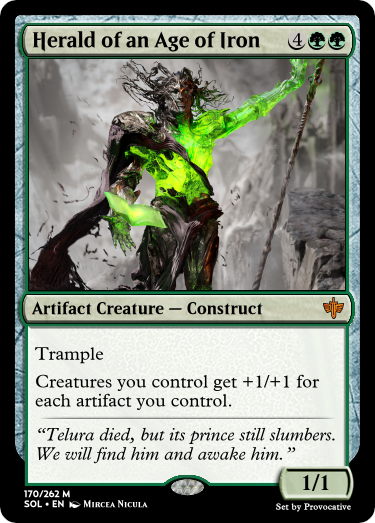 Herald of an Age of Iron 4
Artifact Creature — Construct
Trample
Creatures you control get +1/+1 for
each artifact you control.
“Telura died, but its prince still slumbers.
We will find him and awake him.”
1/1
170/262 M
SOL • EN Mircea Nicula
Set by Provocative